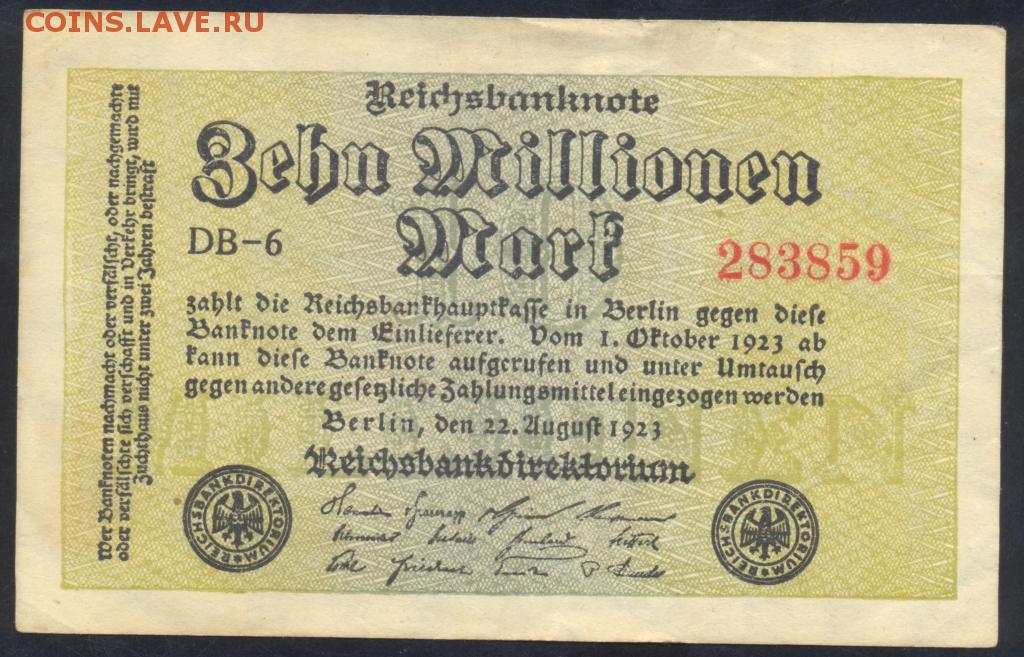 COINS.LAVE.RU
Reichsbanknote
Zehn Millionen
Mark
DB-6
283859
zahlt die Reichsbankhauptkasse in Berlin gegen diese
Banknote dem Einlieferer. Vom 1. Oktober 1923 ab
kann diese Banknote aufgerufen und unter Umtausch
gegen andere gesetzliche Zahlungsmittel eingezogen werden
Berlin, den 22. August 1923
Reichsbankdirektorium
REICHSBANKDIREKTORIUM
REICHSBANKDIREKTORIUM
Wer Banknoten nachmacht oder verfälscht, oder nachgemachte
oder verfälschte sich verschafft und in Verkehr bringt, wird mit
Zuchthaus nicht unter zwei Jahren bestraft